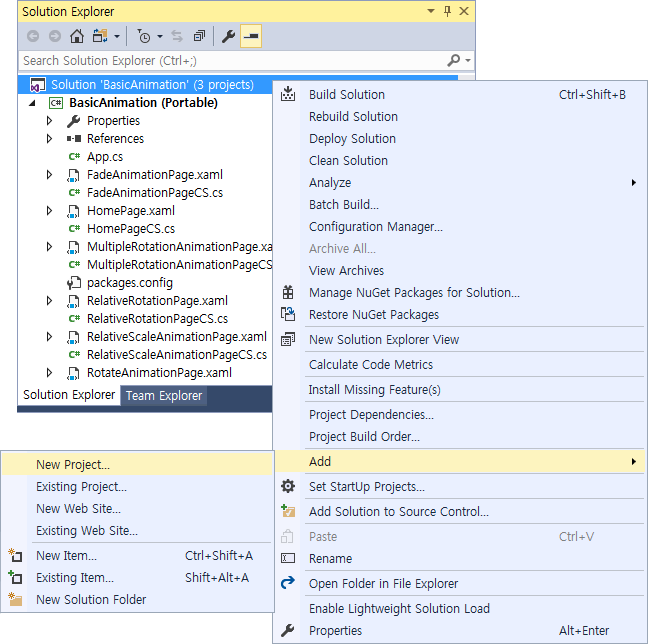 Solution Explorer
Search Solution Explorer (Ctrl+;)
Solution 'BasicAnimation' (3 projects)
C# BasicAnimation (Portable)
Properties
References
C# App.cs
FadeAnimationPage.xaml
C# FadeAnimationPageCS.cs
HomePage.xaml
C# HomePageCS.cs
MultipleRotationAnimationPage.xa
C# MultipleRotationAnimationPageCS
packages.config
RelativeRotationPage.xaml
C# RelativeRotationPageCS.cs
RelativeScaleAnimationPage.xaml
C# RelativeScaleAnimationPageCS.cs
RotateAnimationPage.xaml
Solution Explorer Team Explorer
Build Solution Ctrl+Shift+B
Rebuild Solution
Deploy Solution
Clean Solution
Analyze
Batch Build...
Configuration Manager...
Archive All...
View Archives
Manage NuGet Packages for Solution...
Restore NuGet Packages
New Solution Explorer View
Calculate Code Metrics
Install Missing Feature(s)
Project Dependencies...
Project Build Order...
Add
Set StartUp Projects...
Add Solution to Source Control...
Paste Ctrl+V
Rename
Open Folder in File Explorer
Enable Lightweight Solution Load
Properties Alt+Enter
New Project...
Existing Project...
New Web Site...
Existing Web Site...
New Item... Ctrl+Shift+A
Existing Item... Shift+Alt+A
New Solution Folder